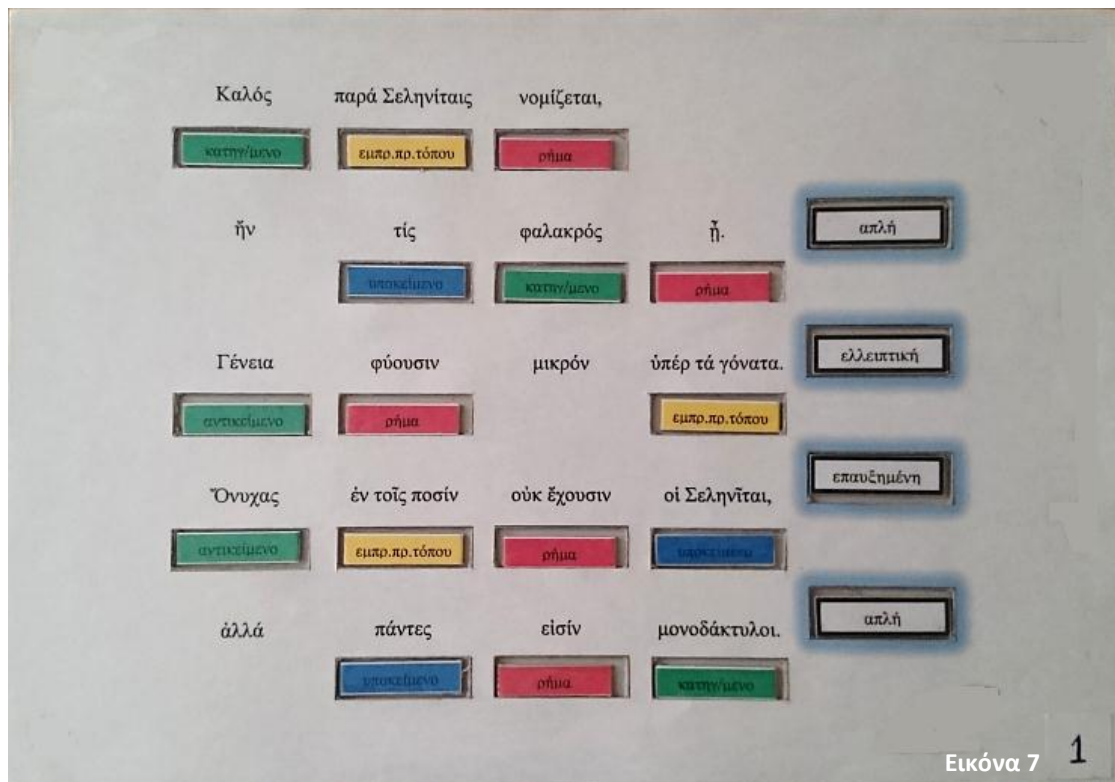 Καλός παρά Σεληνίταις νομίζεται,
κατηγ/μενο εμπρ.πρ.τόπου ρήμα
ἤν τίς φαλακρός ᾖ. απλή
υποκείμενο κατηγ/μενο ρήμα
Γένεια φύουσιν μικρόν ὑπέρ τά γόνατα. ελλειπτική
αντικείμενο ρήμα εμπρ.πρ.τόπου
Ὄνυχας ἐν τοῖς ποσίν οὐκ ἔχουσιν οἱ Σεληνῖται, επαυξημένη
αντικείμενο εμπρ.πρ.τόπου ρήμα υποκείμενο
ἀλλά πάντες εἰσίν μονοδάκτυλοι. απλή
υποκείμενο ρήμα κατηγ/μενο
Εικόνα 7 1